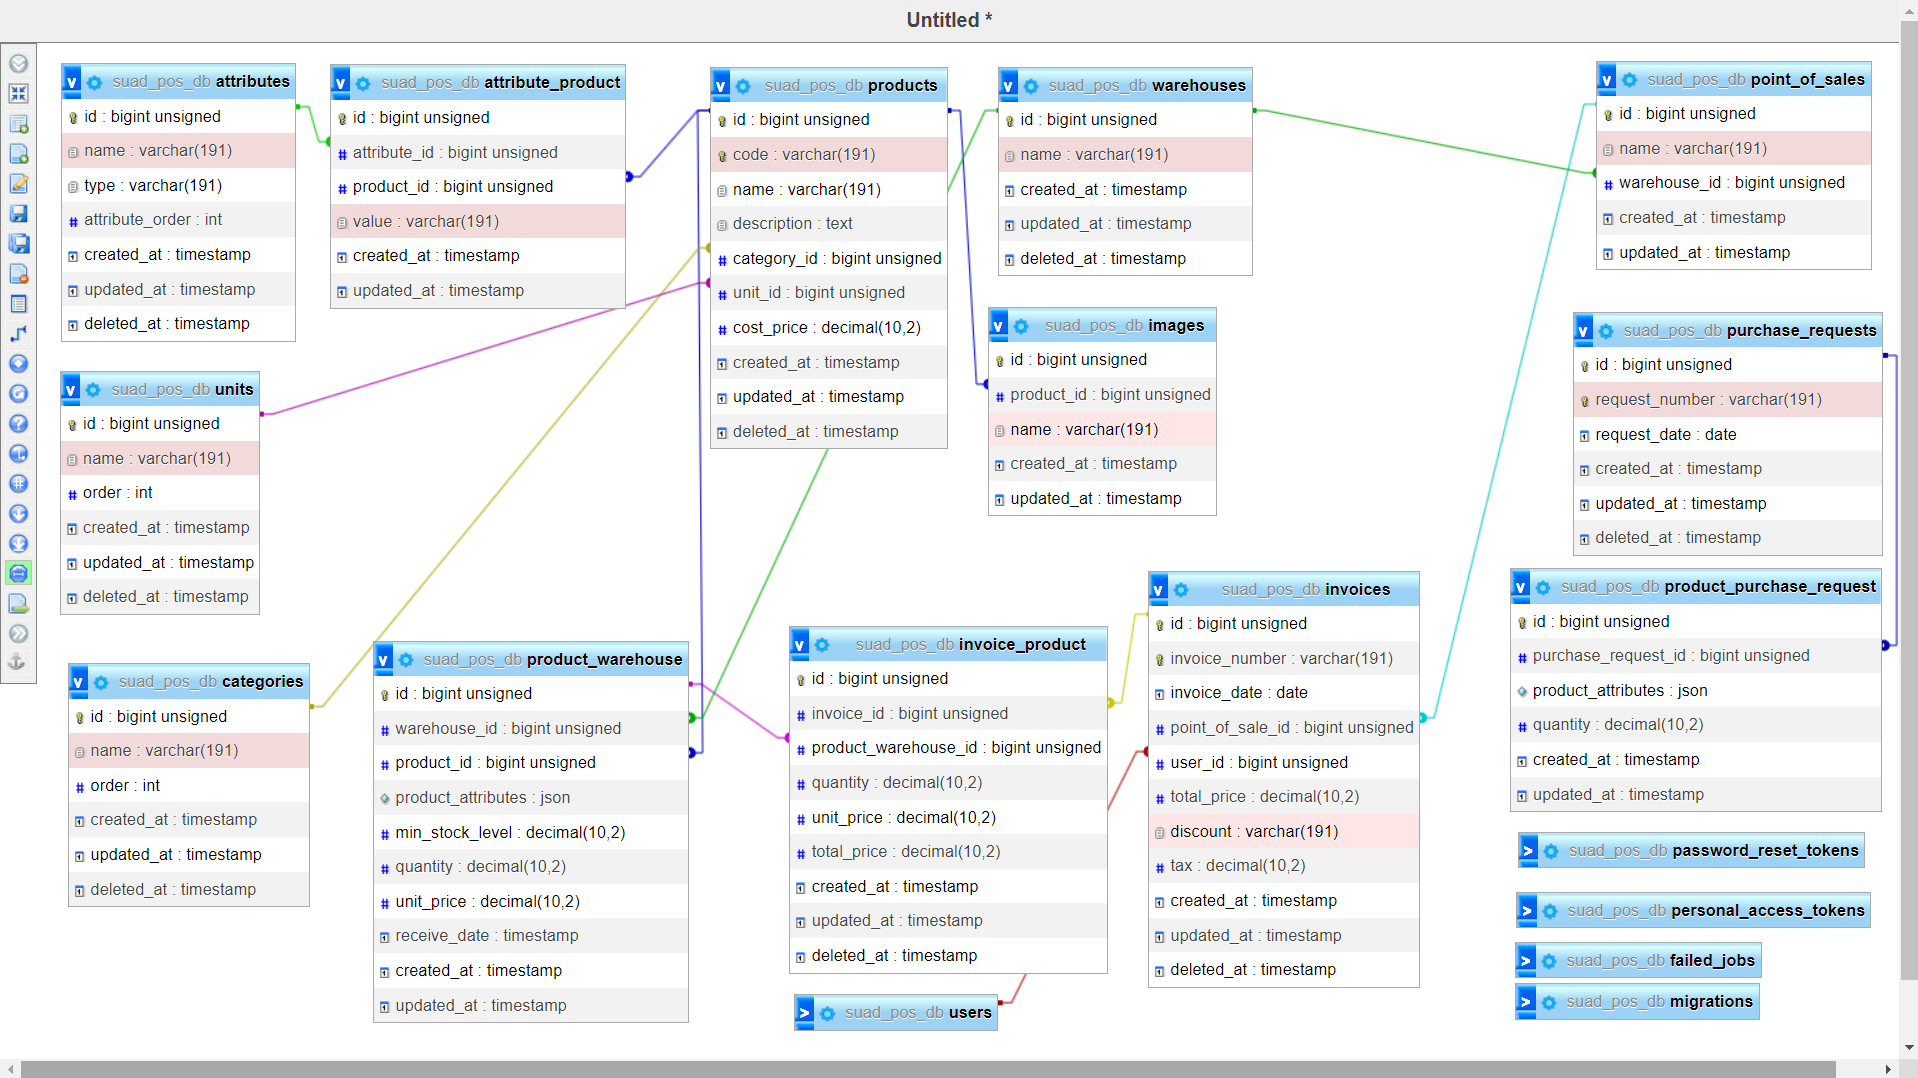 Untitled *
suad_pos_db attributes
id : bigint unsigned
name : varchar(191)
type : varchar(191)
attribute_order : int
created_at : timestamp
updated_at : timestamp
deleted_at : timestamp
suad_pos_db attribute_product
id : bigint unsigned
attribute_id : bigint unsigned
product_id : bigint unsigned
value : varchar(191)
created_at : timestamp
updated_at : timestamp
suad_pos_db products
id : bigint unsigned
code : varchar(191)
name : varchar(191)
description : text
category_id : bigint unsigned
unit_id : bigint unsigned
cost_price : decimal(10,2)
created_at : timestamp
updated_at : timestamp
deleted_at : timestamp
suad_pos_db warehouses
id : bigint unsigned
name : varchar(191)
created_at : timestamp
updated_at : timestamp
deleted_at : timestamp
suad_pos_db point_of_sales
id : bigint unsigned
name : varchar(191)
warehouse_id : bigint unsigned
created_at : timestamp
updated_at : timestamp
suad_pos_db images
id : bigint unsigned
product_id : bigint unsigned
name : varchar(191)
created_at : timestamp
updated_at : timestamp
suad_pos_db purchase_requests
id : bigint unsigned
request_number : varchar(191)
request_date : date
created_at : timestamp
updated_at : timestamp
deleted_at : timestamp
suad_pos_db units
id : bigint unsigned
name : varchar(191)
order : int
created_at : timestamp
updated_at : timestamp
deleted_at : timestamp
suad_pos_db categories
id : bigint unsigned
name : varchar(191)
order : int
created_at : timestamp
updated_at : timestamp
deleted_at : timestamp
suad_pos_db product_warehouse
id : bigint unsigned
warehouse_id : bigint unsigned
product_id : bigint unsigned
product_attributes : json
min_stock_level : decimal(10,2)
quantity : decimal(10,2)
unit_price : decimal(10,2)
receive_date : timestamp
created_at : timestamp
updated_at : timestamp
suad_pos_db invoice_product
id : bigint unsigned
invoice_id : bigint unsigned
product_warehouse_id : bigint unsigned
quantity : decimal(10,2)
unit_price : decimal(10,2)
total_price : decimal(10,2)
created_at : timestamp
updated_at : timestamp
deleted_at : timestamp
suad_pos_db users
suad_pos_db invoices
id : bigint unsigned
invoice_number : varchar(191)
invoice_date : date
point_of_sale_id : bigint unsigned
user_id : bigint unsigned
total_price : decimal(10,2)
discount : varchar(191)
tax : decimal(10,2)
created_at : timestamp
updated_at : timestamp
deleted_at : timestamp
suad_pos_db product_purchase_request
id : bigint unsigned
purchase_request_id : bigint unsigned
product_attributes : json
quantity : decimal(10,2)
created_at : timestamp
updated_at : timestamp
suad_pos_db password_reset_tokens
suad_pos_db personal_access_tokens
suad_pos_db failed_jobs
suad_pos_db migrations